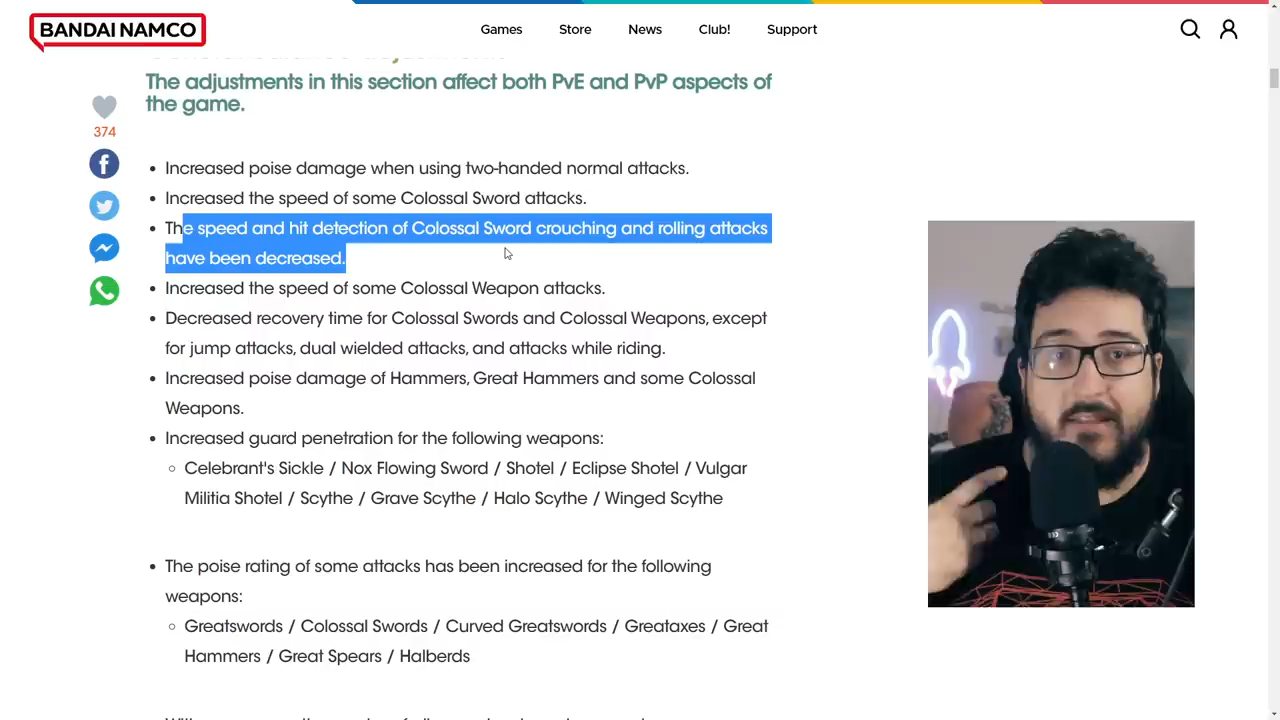 BANDAI NAMCO
Games
Store
News
Club!
Support
The adjustments in this section affect both PvE and PvP aspects of
the game.
374
• Increased poise damage when using two-handed normal attacks.
• Increased the speed of some Colossal Sword attacks.
• The speed and hit detection of Colossal Sword crouching and rolling attacks
have been decreased.
• Increased the speed of some Colossal Weapon attacks.
• Decreased recovery time for Colossal Swords and Colossal Weapons, except
for jump attacks, dual wielded attacks, and attacks while riding.
• Increased poise damage of Hammers, Great Hammers and some Colossal
Weapons.
• Increased guard penetration for the following weapons:
◦ Celebrant's Sickle / Nox Flowing Sword / Shotel / Eclipse Shotel / Vulgar
Militia Shotel / Scythe / Grave Scythe / Halo Scythe / Winged Scythe
• The poise rating of some attacks has been increased for the following
weapons:
◦ Greatswords / Colossal Swords / Curved Greatswords / Greataxes / Great
Hammers / Great Spears / Halberds